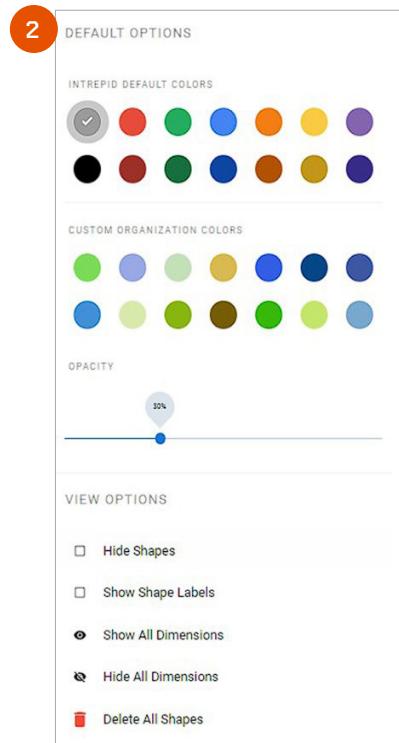 2
DEFAULT OPTIONS
INTREPID DEFAULT COLORS
CUSTOM ORGANIZATION COLORS
OPACITY
30%
VIEW OPTIONS
Hide Shapes
Show Shape Labels
Show All Dimensions
Hide All Dimensions
Delete All Shapes